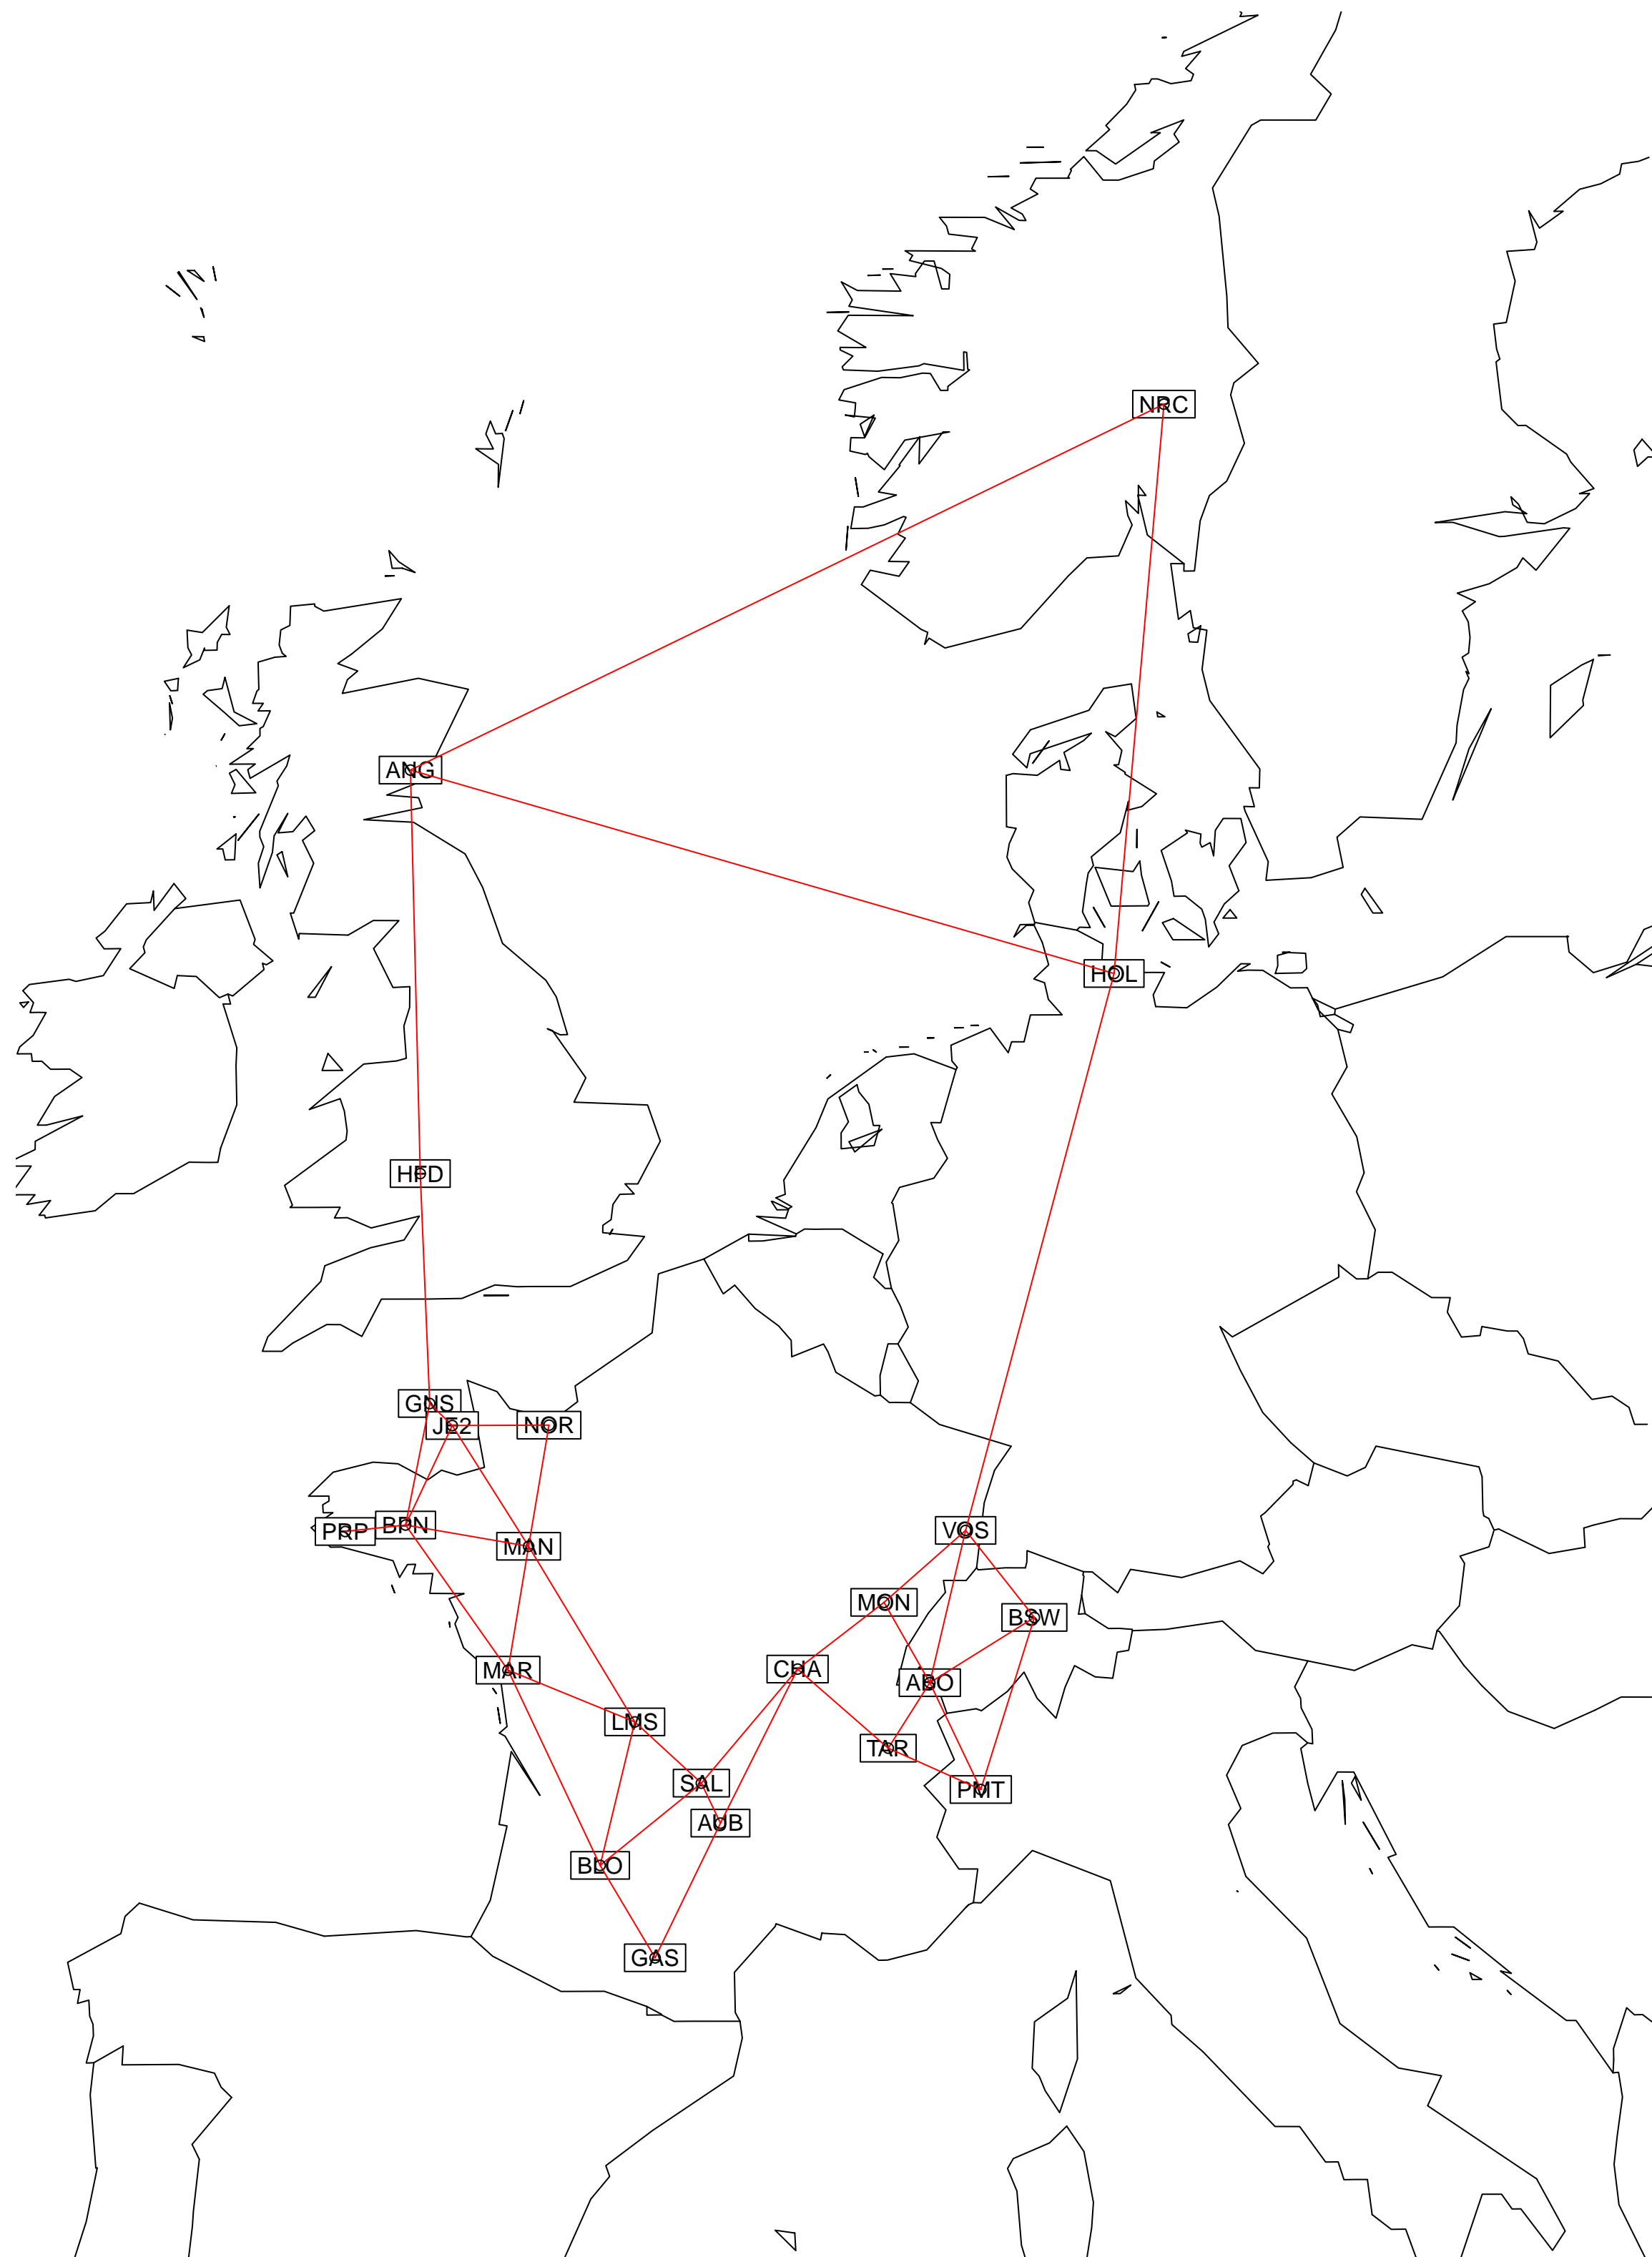 NRC
ANG
HOL
HPD
GNS
JE2
NOR
BPN
PRP
VOS
MAN
MON
BSW
CHA
MAR
ABO
LMS
TAR
SAL
PMT
AUB
BLO
GAS